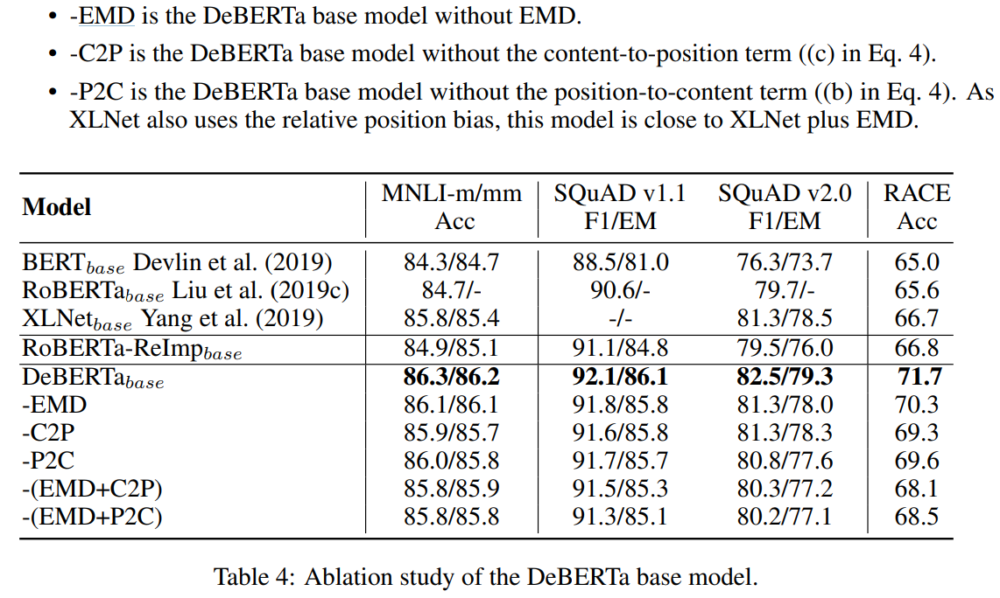 • -EMD is the DeBERTa base model without EMD.
• -C2P is the DeBERTa base model without the content-to-position term ((c) in Eq. 4).
• -P2C is the DeBERTa base model without the position-to-content term ((b) in Eq. 4). As
XLNet also uses the relative position bias, this model is close to XLNet plus EMD.
Model MNLI-m/mm SQuAD v1.1 SQuAD v2.0 RACE
Acc F1/EM F1/EM Acc
BERTbase Devlin et al. (2019) 84.3/84.7 88.5/81.0 76.3/73.7 65.0
RoBERTabase Liu et al. (2019c) 84.7/- 90.6/- 79.7/- 65.6
XLNetbase Yang et al. (2019) 85.8/85.4 -/- 81.3/78.5 66.7
RoBERTa-ReImpbase 84.9/85.1 91.1/84.8 79.5/76.0 66.8
DeBERTabase 86.3/86.2 92.1/86.1 82.5/79.3 71.7
-EMD 86.1/86.1 91.8/85.8 81.3/78.0 70.3
-C2P 85.9/85.7 91.6/85.8 81.3/78.3 69.3
-P2C 86.0/85.8 91.7/85.7 80.8/77.6 69.6
-(EMD+C2P) 85.8/85.9 91.5/85.3 80.3/77.2 68.1
-(EMD+P2C) 85.8/85.8 91.3/85.1 80.2/77.1 68.5
Table 4: Ablation study of the DeBERTa base model.